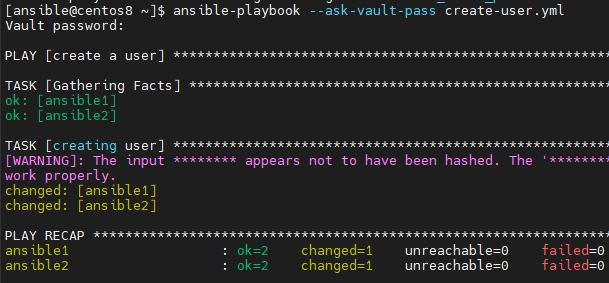 [ansible@centos8 ~]$ ansible-playbook --ask-vault-pass create-user.yml
Vault password:
PLAY [create a user] *******************************************************
TASK [Gathering Facts] *****************************************************
ok: [ansible1]
ok: [ansible2]
TASK [creating user] *******************************************************
[WARNING]: The input ******** appears not to have been hashed. The '********
work properly.
changed: [ansible1]
changed: [ansible2]
PLAY RECAP *****************************************************************
ansible1 : ok=2 changed=1 unreachable=0 failed=0
ansible2 : ok=2 changed=1 unreachable=0 failed=0